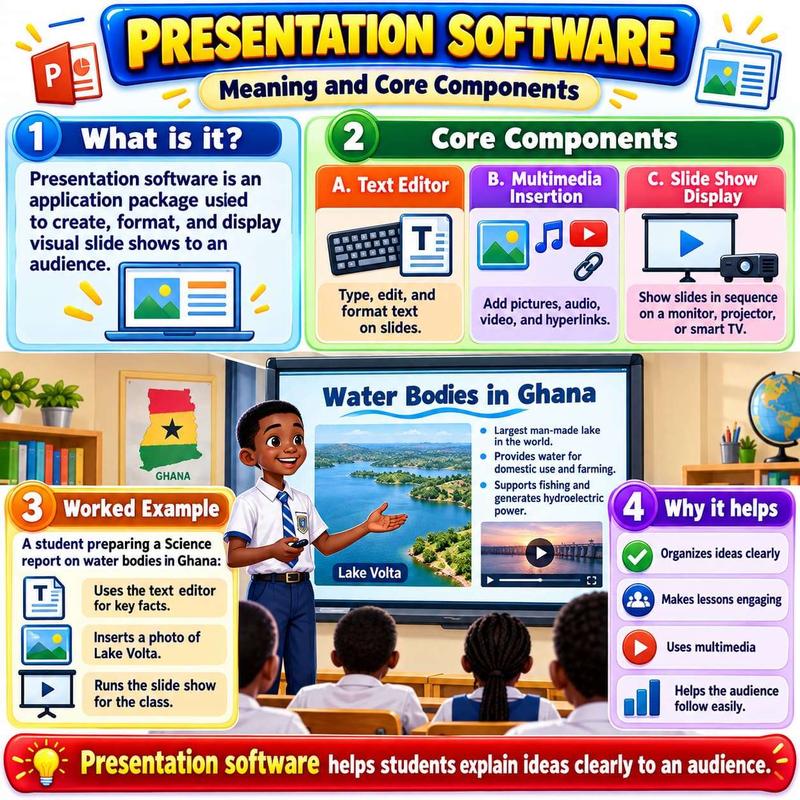 P
PRESENTATION SOFTWARE
Meaning and Core Components
1 What is it?
Presentation software is an
application package usied
to create, format, and display
visual slide shows to an
audience.
2 Core Components
A. Text Editor
T
Type, edit, and
format text
on slides.
B. Multimedia
Insertion
Add pictures, audio,
video, and hyperlinks.
C. Slide Show
Display
Show slides in sequence
on a monitor, projector,
or smart TV.
GHANA
Water Bodies in Ghana
Largest man-made lake
in the world.
Provides water for
domestic use and farming.
Supports fishing and
generates hydroelectric
power.
Lake Volta
3 Worked Example
A student preparing a Science
report on water bodies in Ghana:
T
Uses the text editor
for key facts.
Inserts a photo of
Lake Volta.
Runs the slide show
for the class.
4 Why it helps
Organizes ideas clearly
Makes lessons engaging
Uses multimedia
Helps the audience
follow easily.
Presentation software helps students explain ideas clearly to an audience.